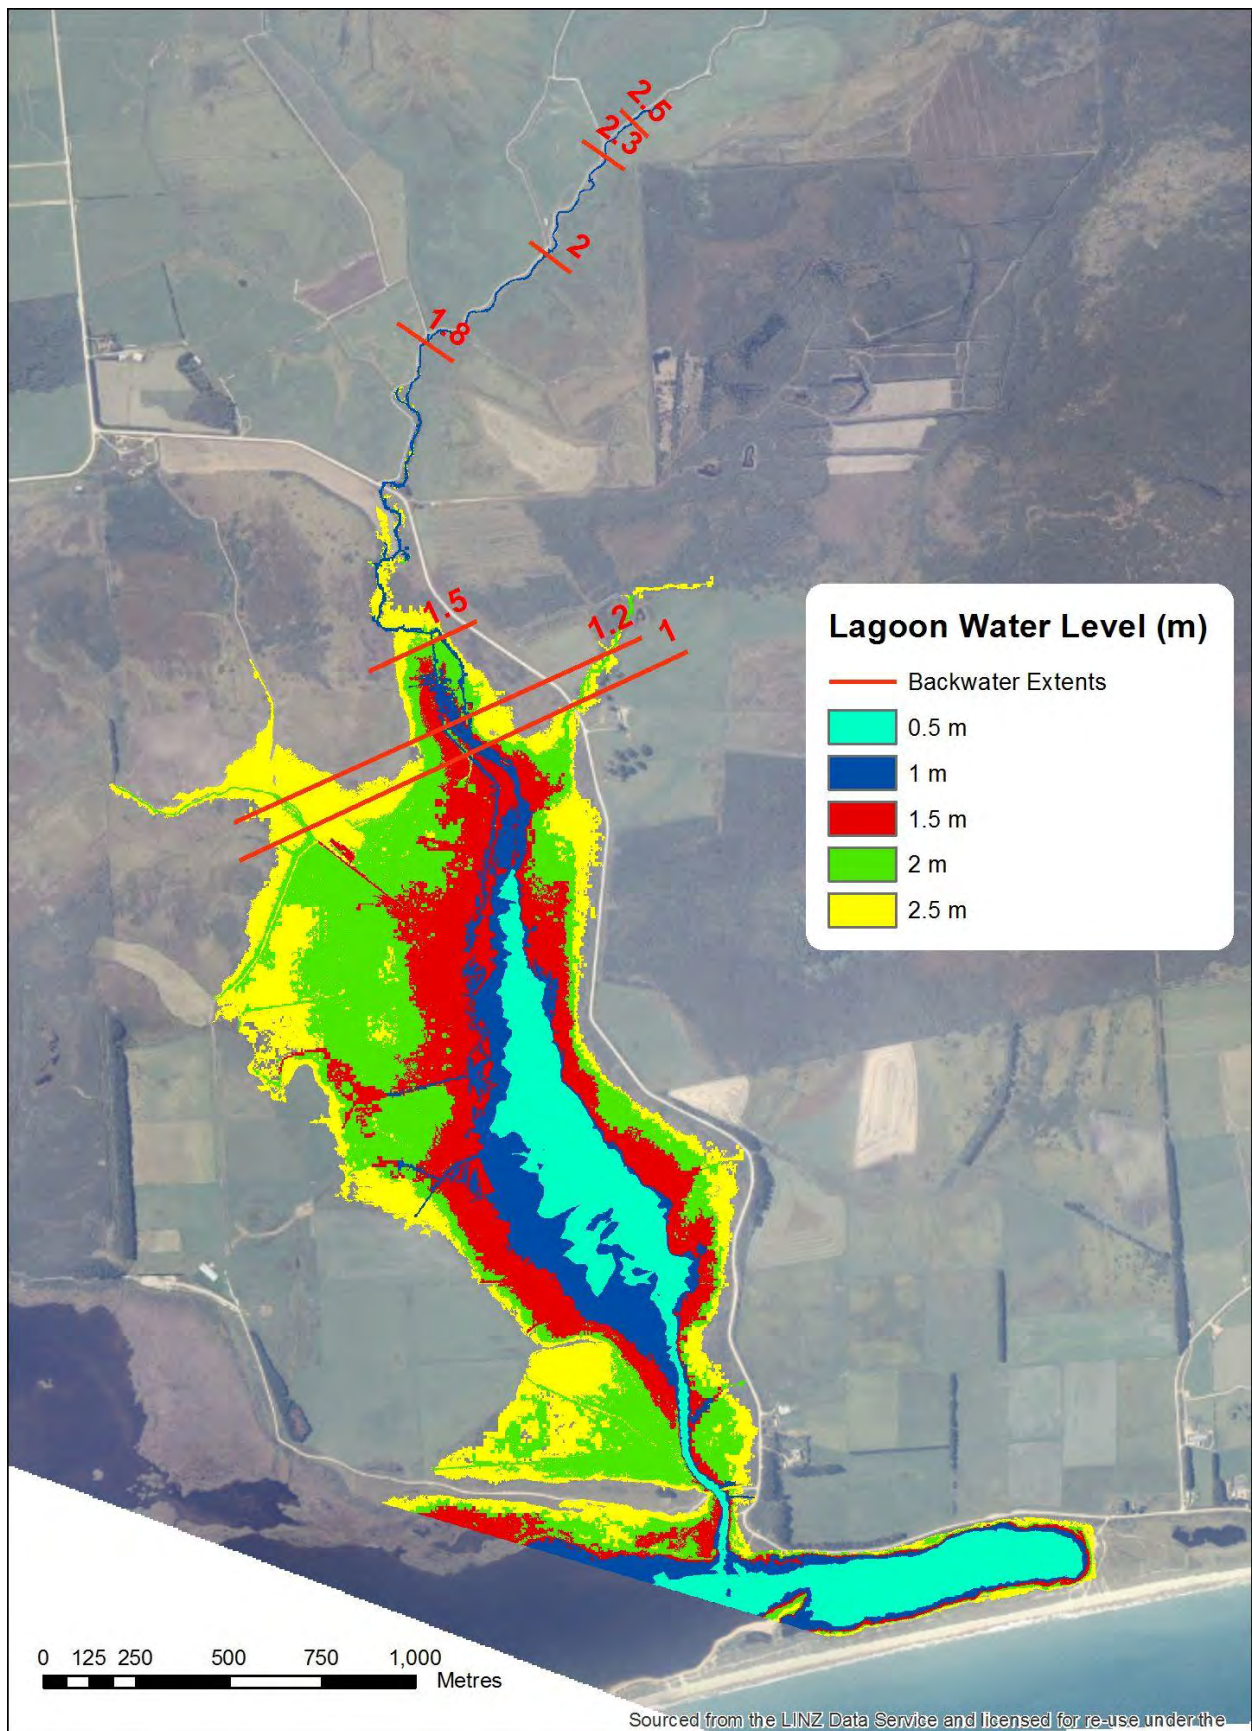 2.5
2.3
2
1.8
1.5
1.2
1
Lagoon Water Level (m)
Backwater Extents
0.5 m
1 m
1.5 m
2 m
2.5 m
0 125 250 500 750 1,000
Metres
Sourced from the LINZ Data Service and licensed for re-use under the